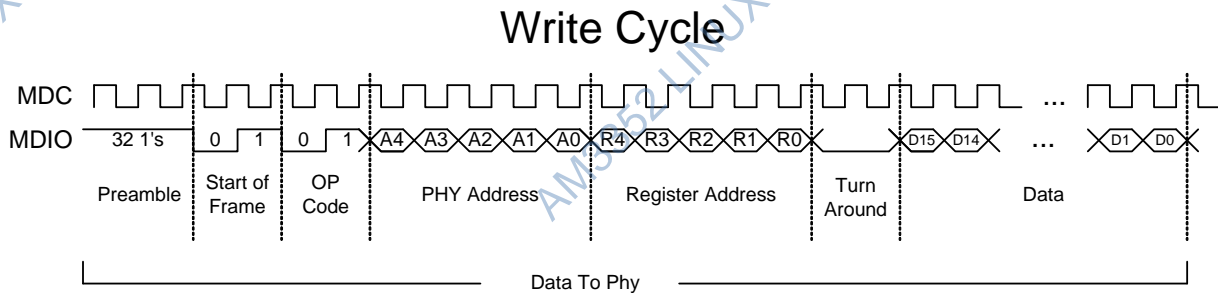 Write Cycle
MDC ...
MDIO 32 1's 0 1 0 1 A4 A3 A2 A1 A0 R4 R3 R2 R1 R0 D15 D14 ... D1 D0
Preamble
Start of
Frame
OP
Code
PHY Address
Register Address
Turn
Around
Data
Data To Phy
AM3352 LINUX